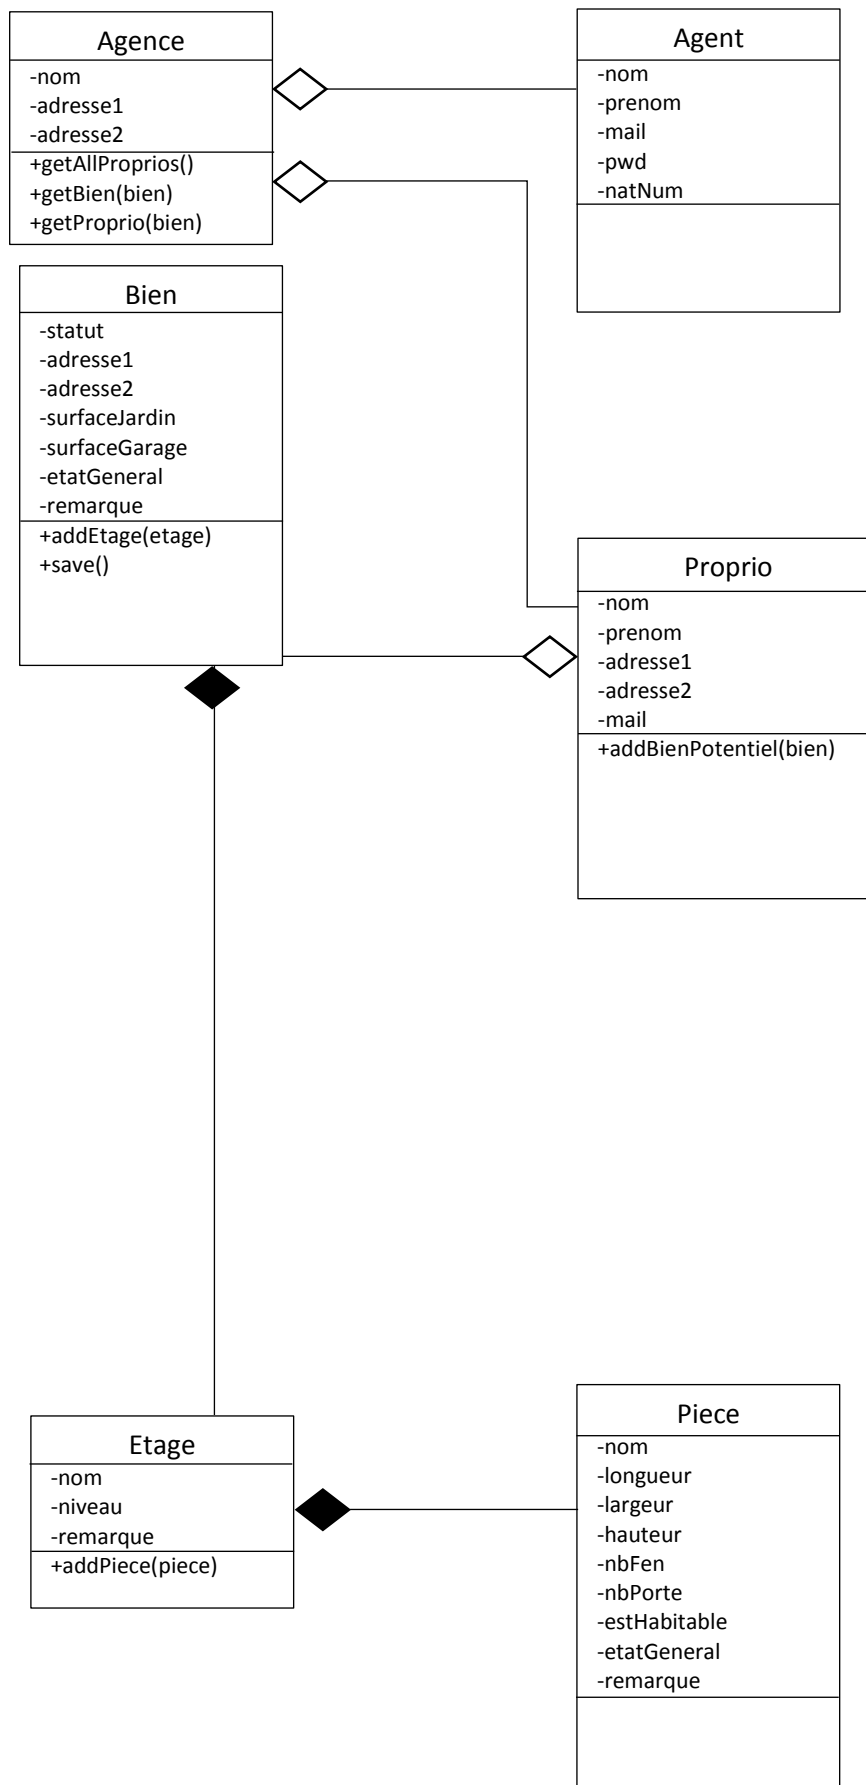 Agence
-nom
-adresse1
-adresse2
+getAllProprios()
+getBien(bien)
+getProprio(bien)
Agent
-nom
-prenom
-mail
-pwd
-natNum
Bien
-statut
-adresse1
-adresse2
-surfaceJardin
-surfaceGarage
-etatGeneral
-remarque
+addEtage(etage)
+save()
Proprio
-nom
-prenom
-adresse1
-adresse2
-mail
+addBienPotentiel(bien)
Etage
-nom
-niveau
-remarque
+addPiece(piece)
Piece
-nom
-longueur
-largeur
-hauteur
-nbFen
-nbPorte
-estHabitable
-etatGeneral
-remarque